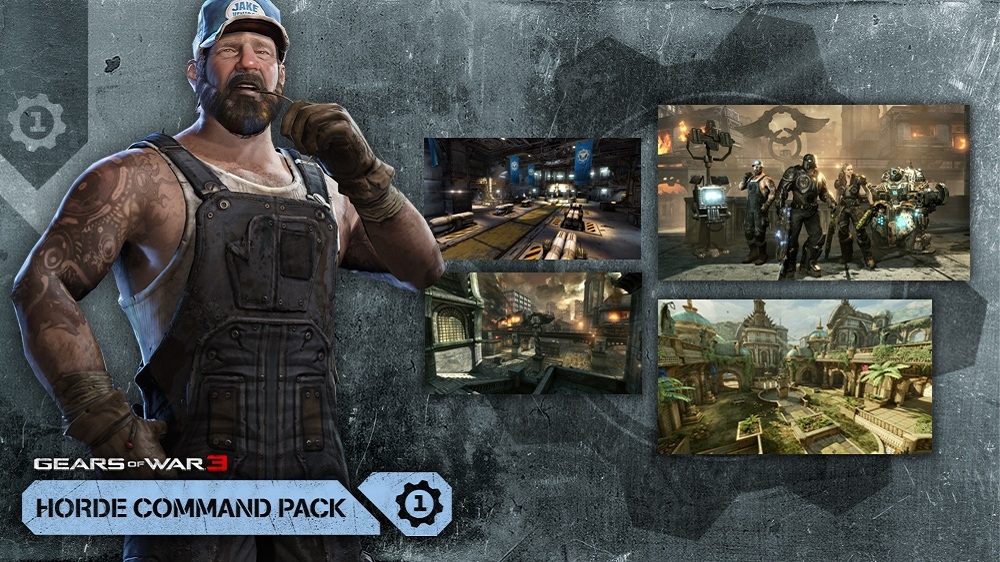 JAKE
1
GEARS OF WAR 3
HORDE COMMAND PACK
1